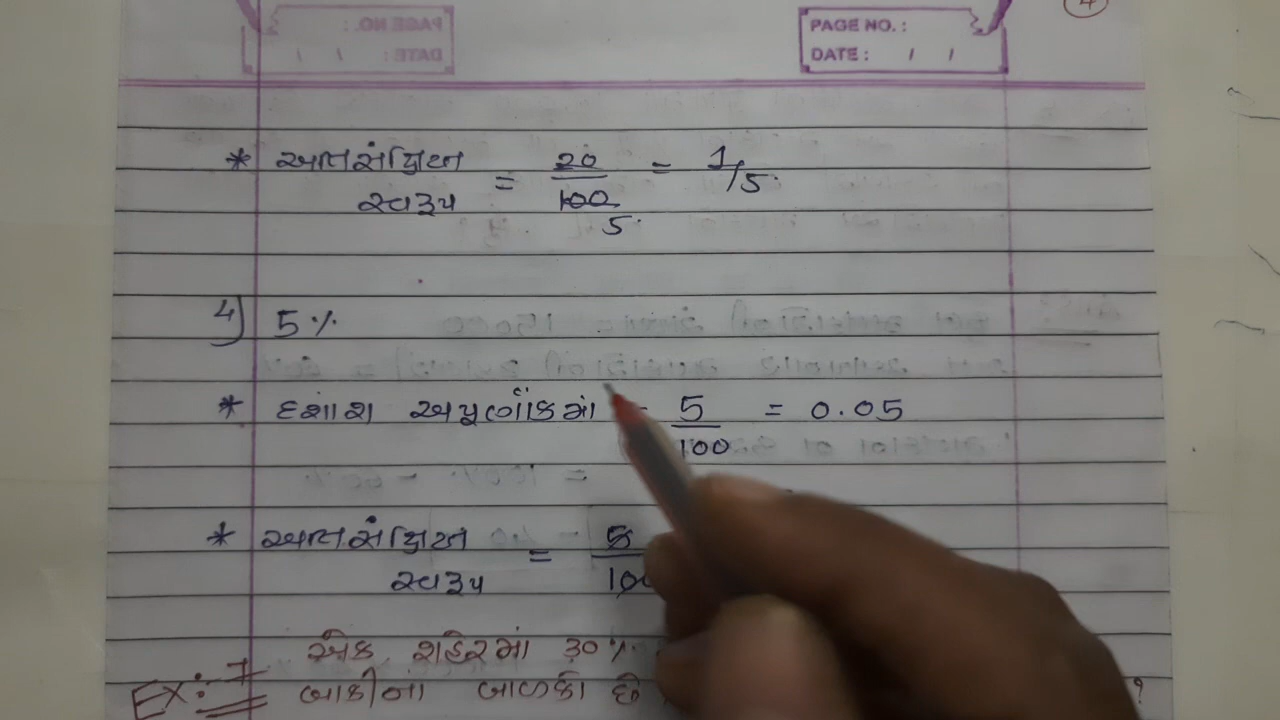 PAGE NO. :
DATE : / /
* અતિસંક્ષિપ્ત સ્વરૂપ = 20/100 5 = 1/5
4) 5%
* દશાંશ અપૂર્ણાંકમાં = 5/100 = 0.05
* અતિસંક્ષિપ્ત સ્વરૂપ = 5/100
Ex:-7 એક શહેરમાં 30%
બાકીના બાળકો છે ?